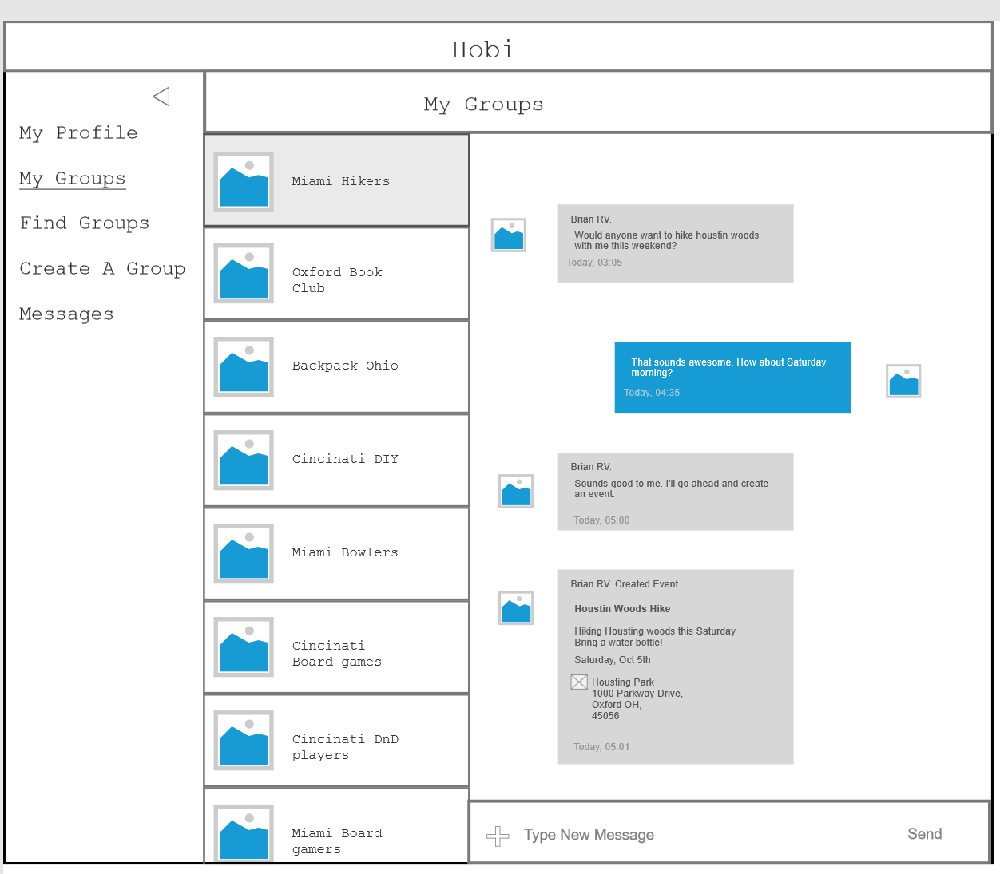 Hobi
My Groups
My Profile
My Groups
Find Groups
Create A Group
Messages
Miami Hikers
Oxford Book
Club
Backpack Ohio
Cincinati DIY
Miami Bowlers
Cincinati
Board games
Cincinati DnD
players
Miami Board
gamers
Brian RV.
Would anyone want to hike houstin woods
with me thiis weekend?
Today, 03:05
That sounds awesome. How about Saturday
morning?
Today, 04:35
Brian RV.
Sounds good to me. I'll go ahead and create
an event.
Today, 05:00
Brian RV. Created Event
Houstin Woods Hike
Hiking Housting woods this Saturday
Bring a water bottle!
Saturday, Oct 5th
Housting Park
1000 Parkway Drive,
Oxford OH,
45056
Today, 05:01
Type New Message
Send